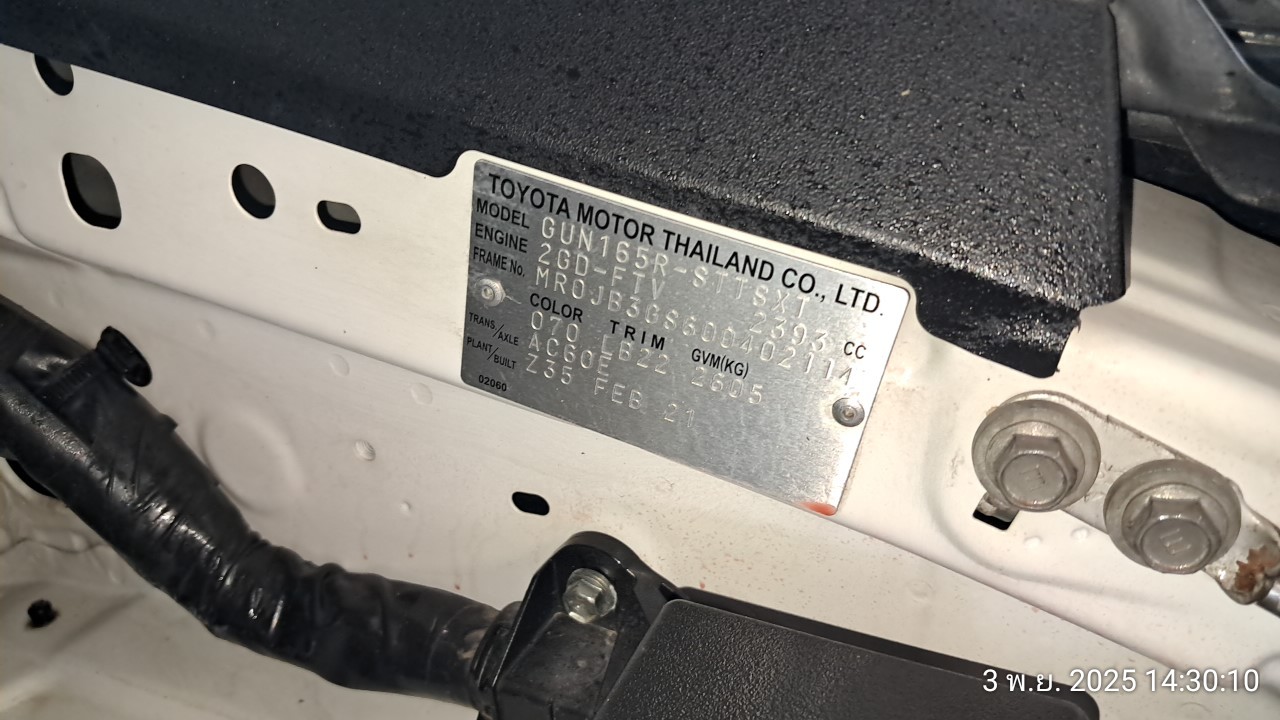 TOYOTA MOTOR THAILAND CO., LTD.
MODEL GUN165R-STTSXT
ENGINE 2GD-FTV 2393 CC
FRAME No. MR0JB3GS600402111
COLOR TRIM GVM(KG)
070 LB22 2605
TRANS/AXLE AC60E
PLANT/BUILT Z35 FEB 21
02060
3 พ.ย. 2025 14:30:10